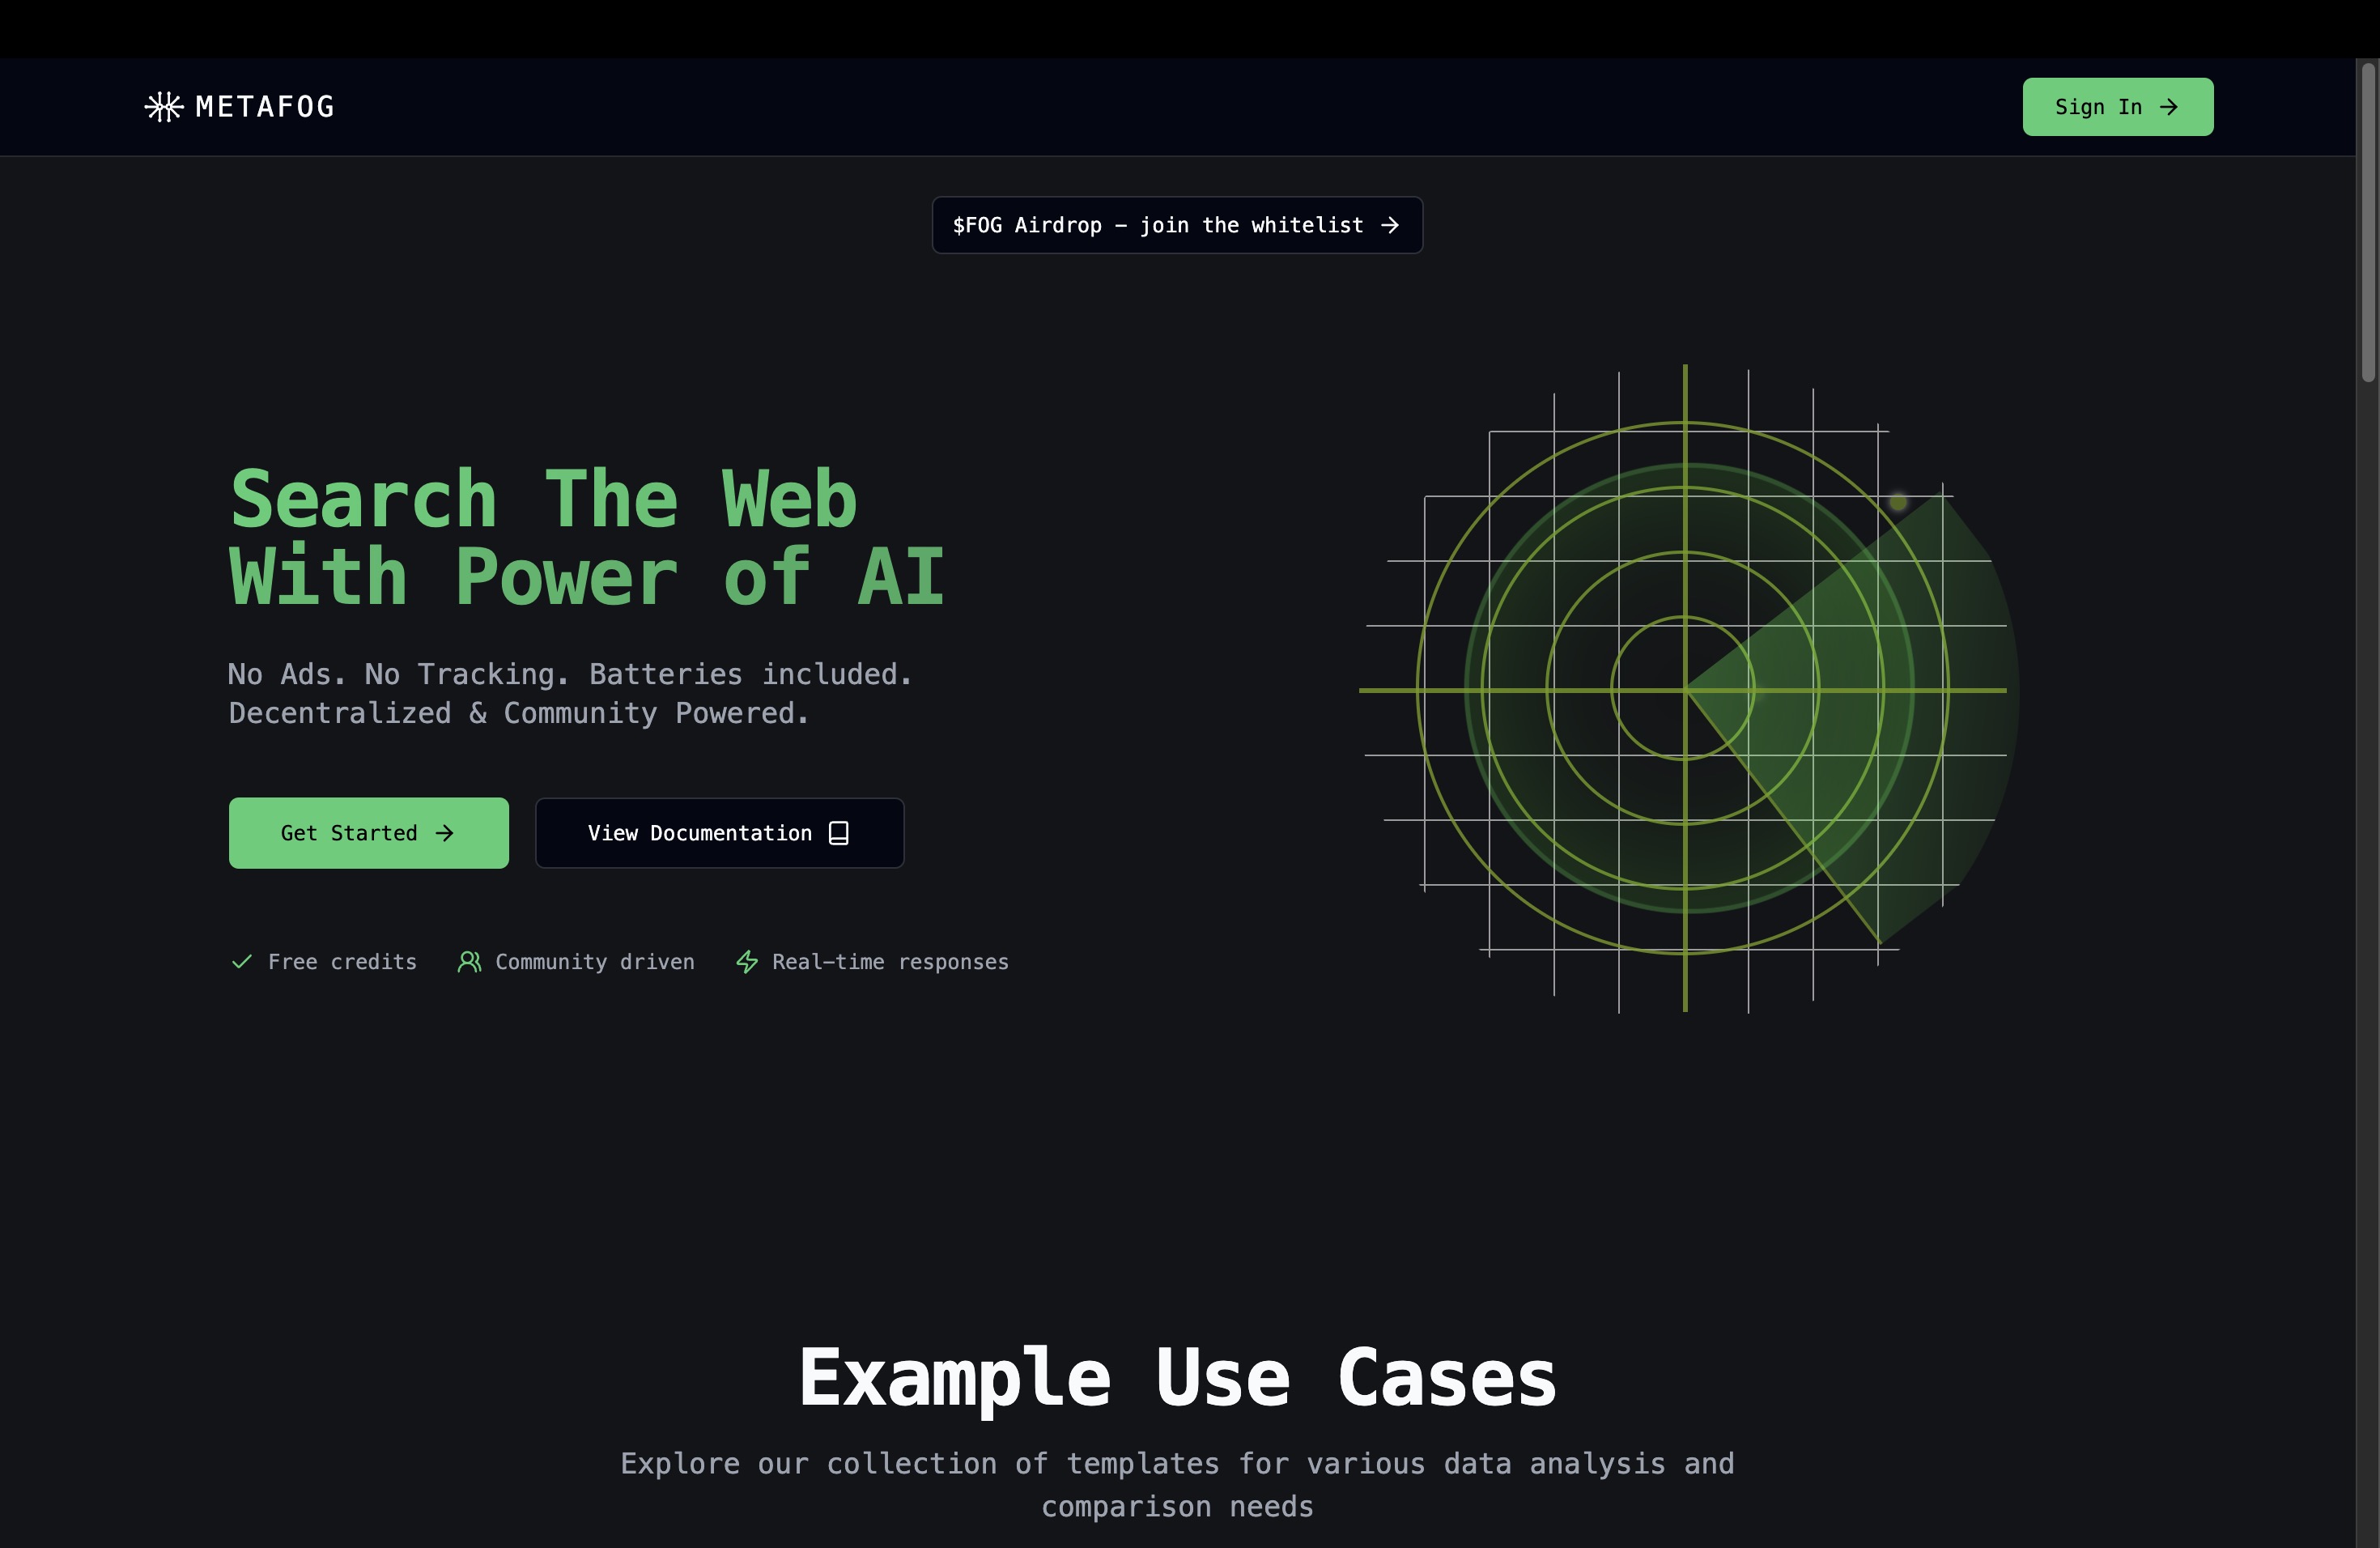 METAFOG
Sign In
$FOG Airdrop – join the whitelist
Search The Web
With Power of AI
No Ads. No Tracking. Batteries included.
Decentralized & Community Powered.
Get Started
View Documentation
Free credits
Community driven
Real-time responses
Example Use Cases
Explore our collection of templates for various data analysis and
comparison needs